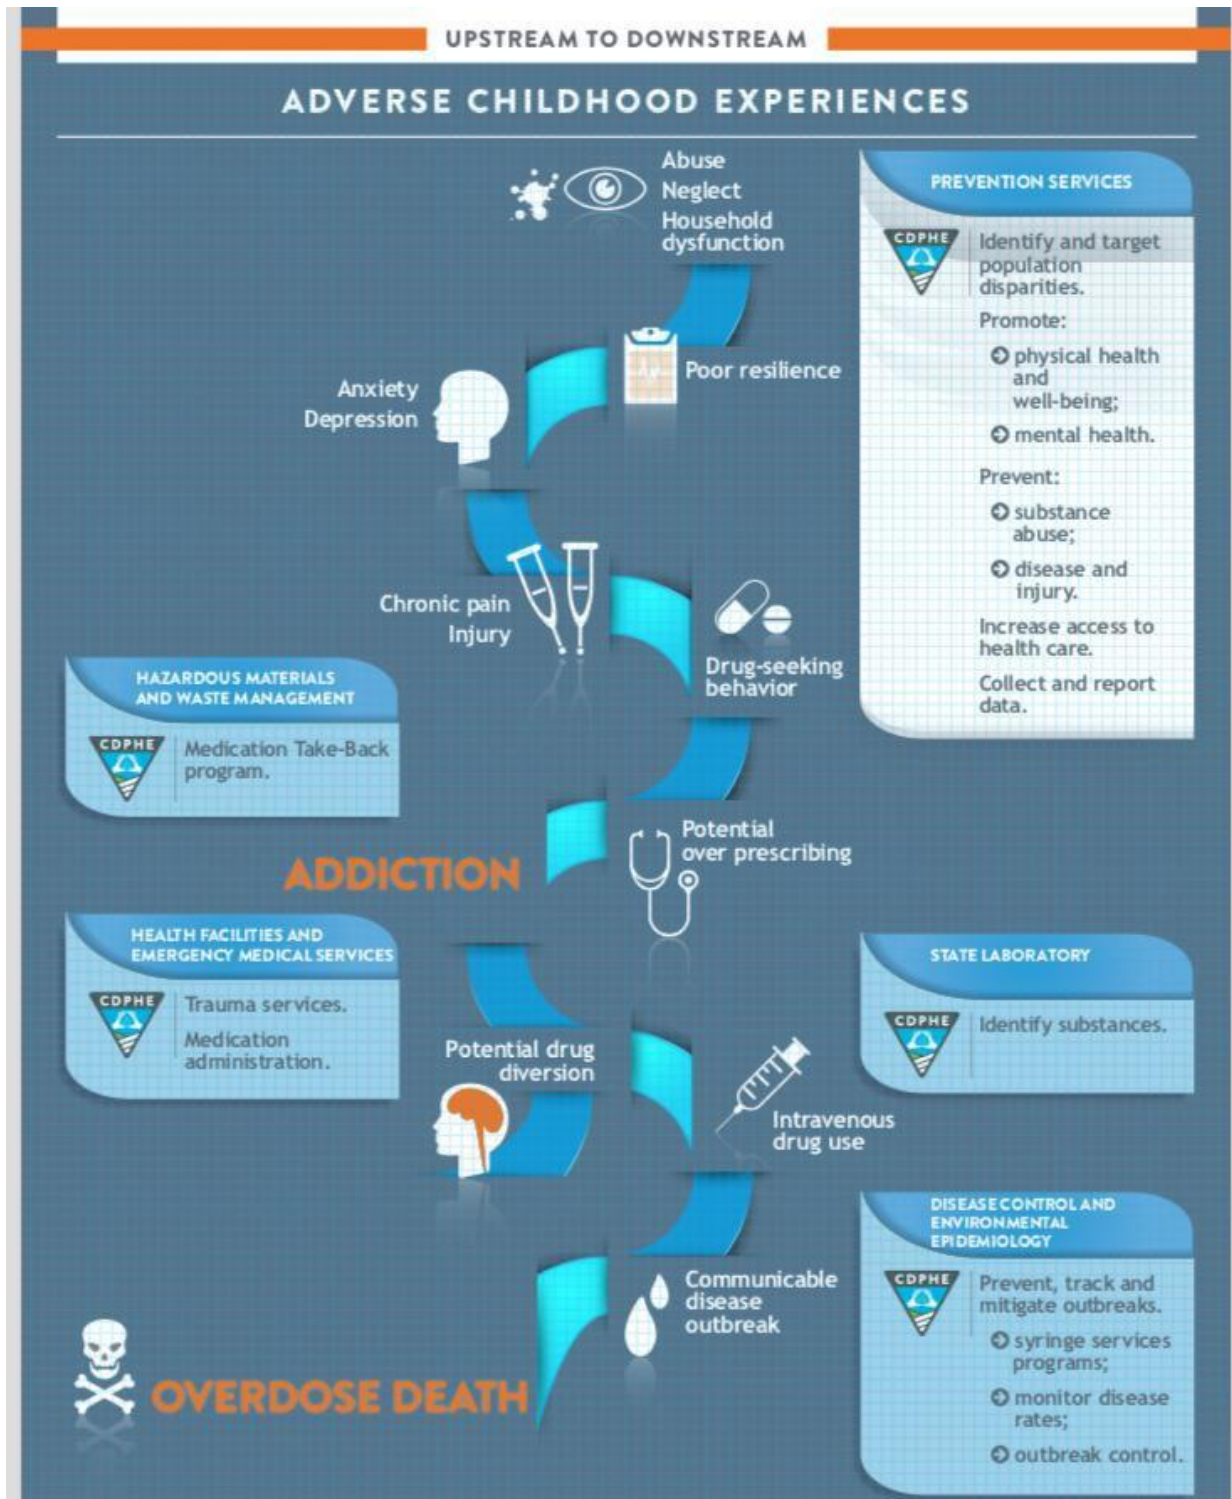 UPSTREAM TO DOWNSTREAM
ADVERSE CHILDHOOD EXPERIENCES
Abuse
Neglect
Household
dysfunction
PREVENTION SERVICES
CDPHE
Identify and target
population
disparities.
Promote:
physical health
and
well-being;
mental health.
Prevent:
substance
abuse;
disease and
injury.
Increase access to
health care.
Collect and report
data.
Poor resilience
Anxiety
Depression
Chronic pain
Injury
Drug-seeking
behavior
HAZARDOUS MATERIALS
AND WASTE MANAGEMENT
CDPHE
Medication Take-Back
program.
Potential
over prescribing
ADDICTION
HEALTH FACILITIES AND
EMERGENCY MEDICAL SERVICES
CDPHE
Trauma services.
Medication
administration.
STATE LABORATORY
CDPHE
Identify substances.
Potential drug
diversion
Intravenous
drug use
DISEASE CONTROL AND
ENVIRONMENTAL
EPIDEMIOLOGY
CDPHE
Prevent, track and
mitigate outbreaks.
syringe services
programs;
monitor disease
rates;
outbreak control.
Communicable
disease
outbreak
OVERDOSE DEATH